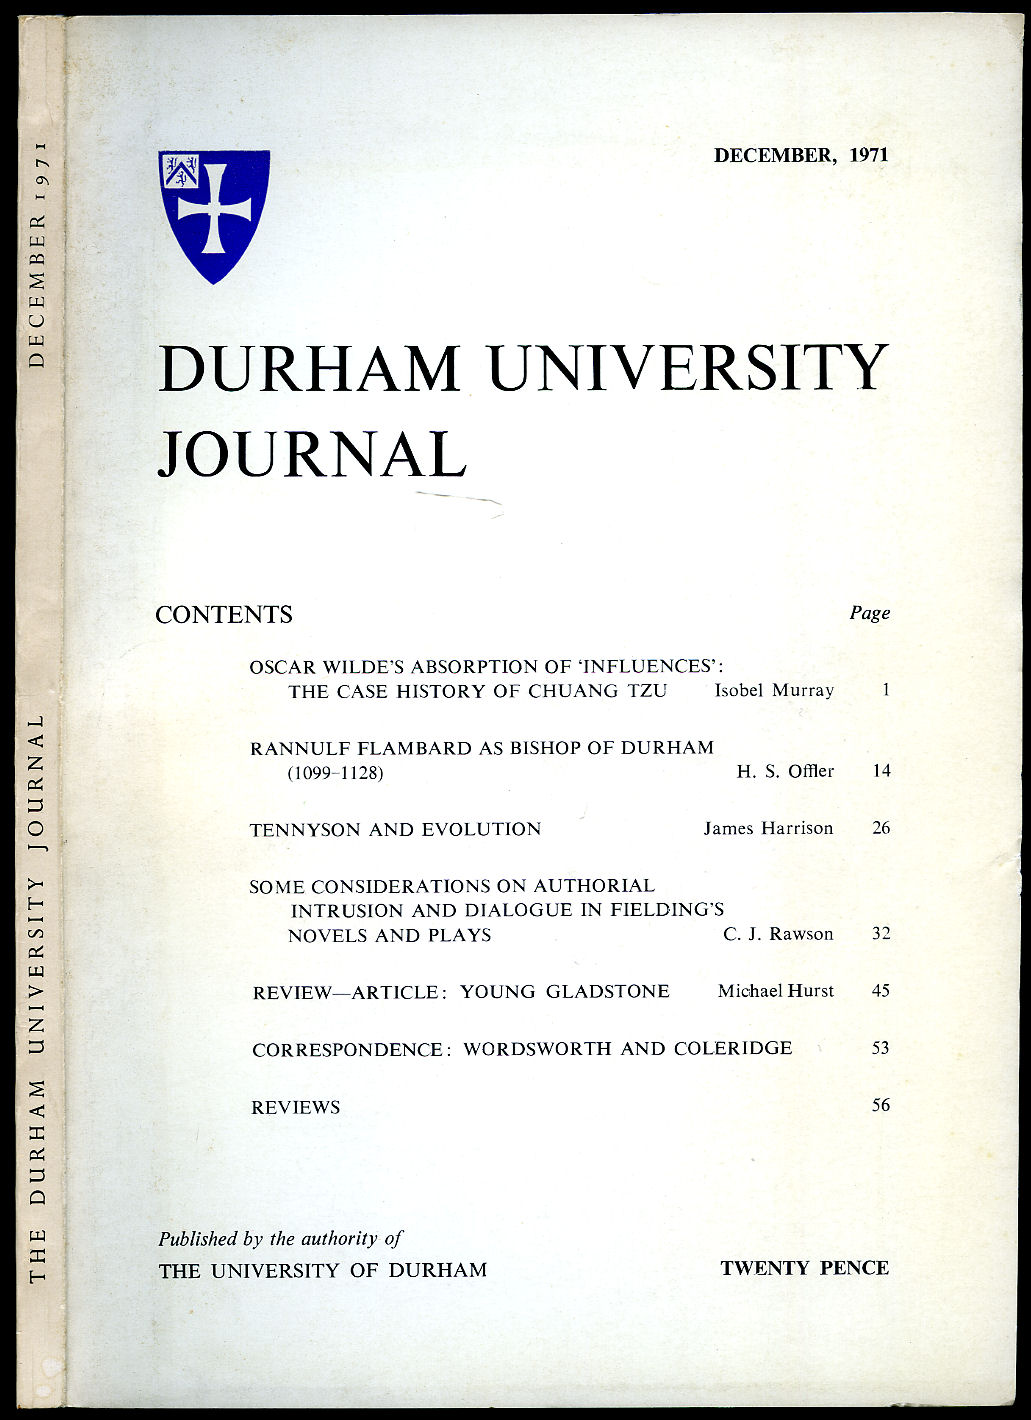 THE DURHAM UNIVERSITY JOURNAL DECEMBER 1971
DECEMBER, 1971
DURHAM UNIVERSITY
JOURNAL
CONTENTS Page
OSCAR WILDE'S ABSORPTION OF ‘INFLUENCES’:
THE CASE HISTORY OF CHUANG TZU Isobel Murray 1
RANNULF FLAMBARD AS BISHOP OF DURHAM
(1099–1128) H. S. Offler 14
TENNYSON AND EVOLUTION James Harrison 26
SOME CONSIDERATIONS ON AUTHORIAL
INTRUSION AND DIALOGUE IN FIELDING'S
NOVELS AND PLAYS C. J. Rawson 32
REVIEW—ARTICLE: YOUNG GLADSTONE Michael Hurst 45
CORRESPONDENCE: WORDSWORTH AND COLERIDGE 53
REVIEWS 56
Published by the authority of
THE UNIVERSITY OF DURHAM TWENTY PENCE